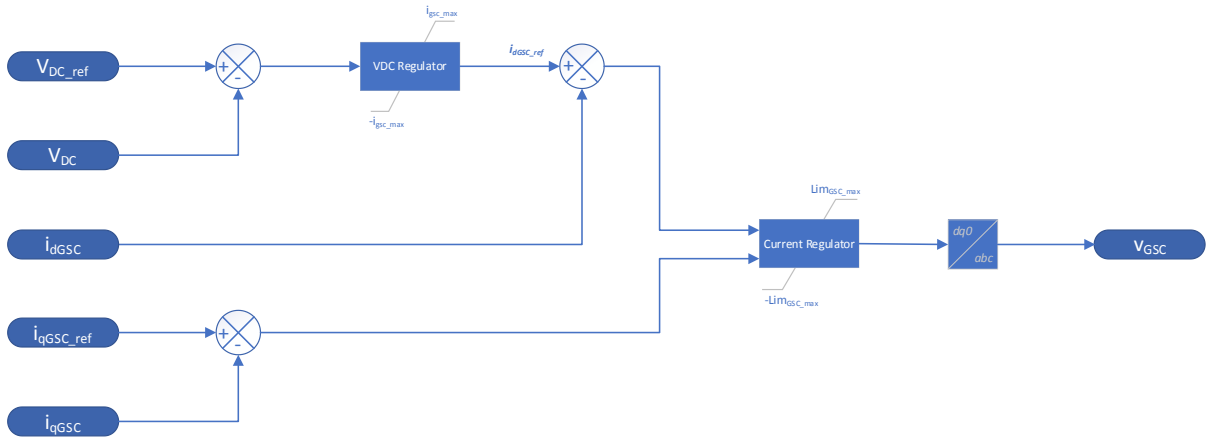 i_gsc_max
V_DC_ref
+
-
VDC Regulator
i_dGSC_ref
+
-
-i_gsc_max
V_DC
i_dGSC
Lim_GSC_max
Current Regulator
dq0
abc
v_GSC
-Lim_GSC_max
i_qGSC_ref
+
-
i_qGSC